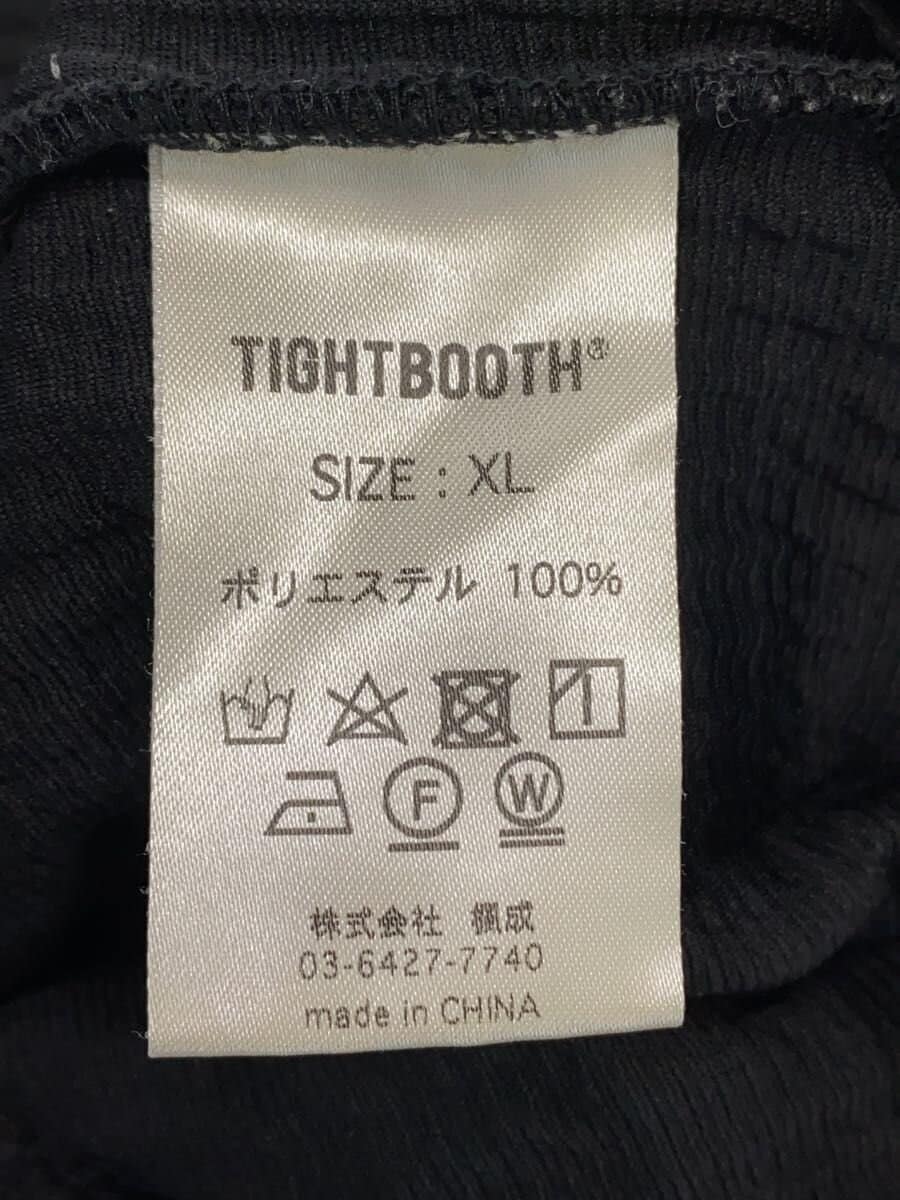 TIGHTBOOTH®
SIZE : XL
ポリエステル 100%
F W
株式会社 楓成
03-6427-7740
made in CHINA